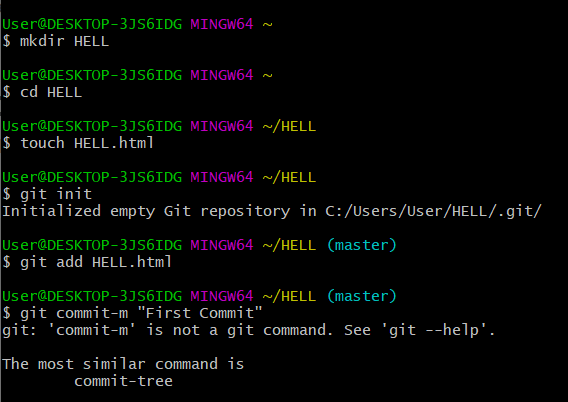 User@DESKTOP-3JS6IDG MINGW64 ~
$ mkdir HELL
User@DESKTOP-3JS6IDG MINGW64 ~
$ cd HELL
User@DESKTOP-3JS6IDG MINGW64 ~/HELL
$ touch HELL.html
User@DESKTOP-3JS6IDG MINGW64 ~/HELL
$ git init
Initialized empty Git repository in C:/Users/User/HELL/.git/
User@DESKTOP-3JS6IDG MINGW64 ~/HELL (master)
$ git add HELL.html
User@DESKTOP-3JS6IDG MINGW64 ~/HELL (master)
$ git commit-m "First Commit"
git: 'commit-m' is not a git command. See 'git --help'.
The most similar command is
commit-tree